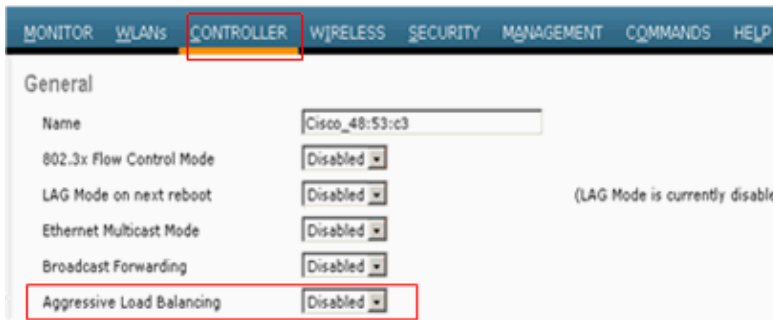 MONITOR WLANs CONTROLLER WIRELESS SECURITY MANAGEMENT COMMANDS HELP
General
Name Cisco_48:53:c3
802.3x Flow Control Mode Disabled
LAG Mode on next reboot Disabled (LAG Mode is currently disable
Ethernet Multicast Mode Disabled
Broadcast Forwarding Disabled
Aggressive Load Balancing Disabled